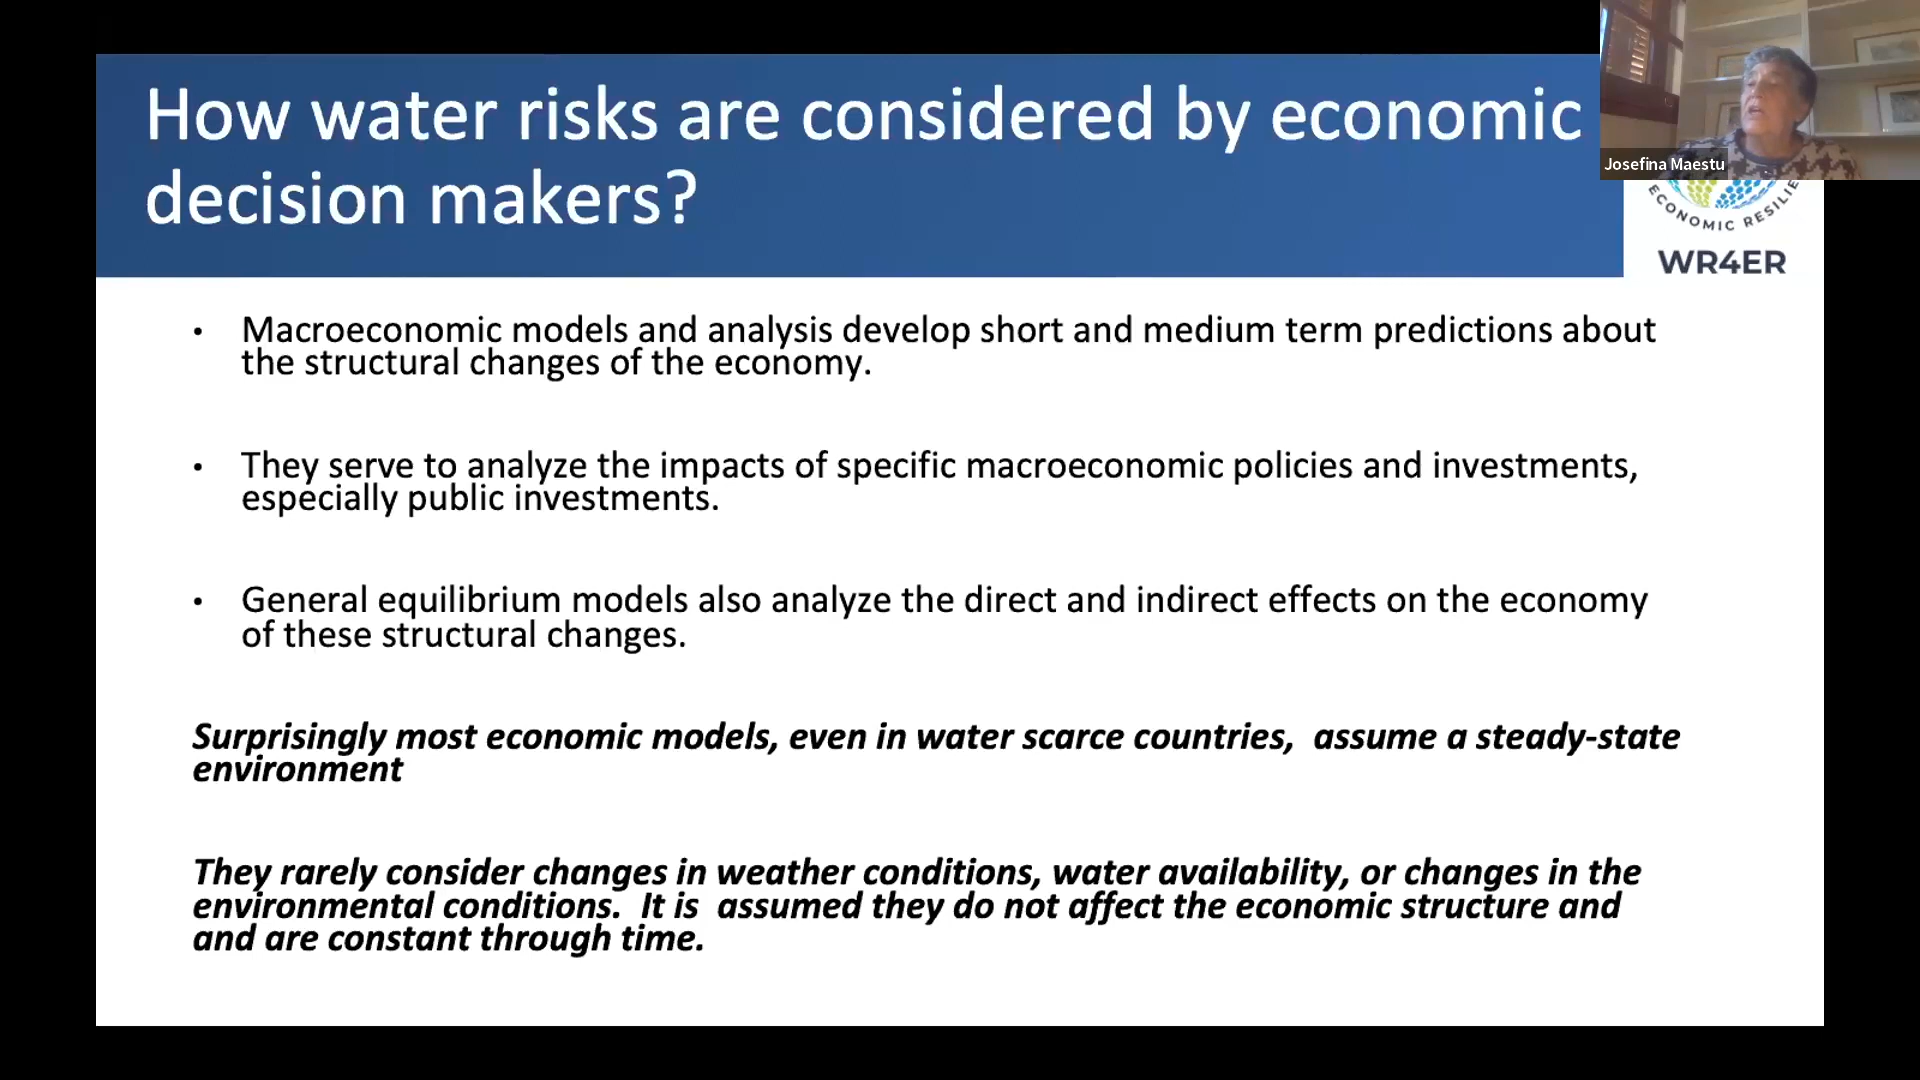 How water risks are considered by economic
decision makers?
Josefina Maestu
ECONOMIC RESILIE
WR4ER
• Macroeconomic models and analysis develop short and medium term predictions about
the structural changes of the economy.
• They serve to analyze the impacts of specific macroeconomic policies and investments,
especially public investments.
• General equilibrium models also analyze the direct and indirect effects on the economy
of these structural changes.
Surprisingly most economic models, even in water scarce countries,  assume a steady-state
environment
They rarely consider changes in weather conditions, water availability, or changes in the
environmental conditions.  It is  assumed they do not affect the economic structure and
and are constant through time.